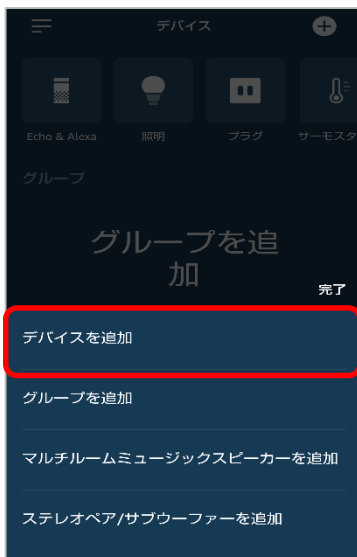 デバイス
Echo & Alexa 照明 プラグ サーモスタ
グループ
グループを追
加
完了
デバイスを追加
グループを追加
マルチルームミュージックスピーカーを追加
ステレオペア/サブウーファーを追加